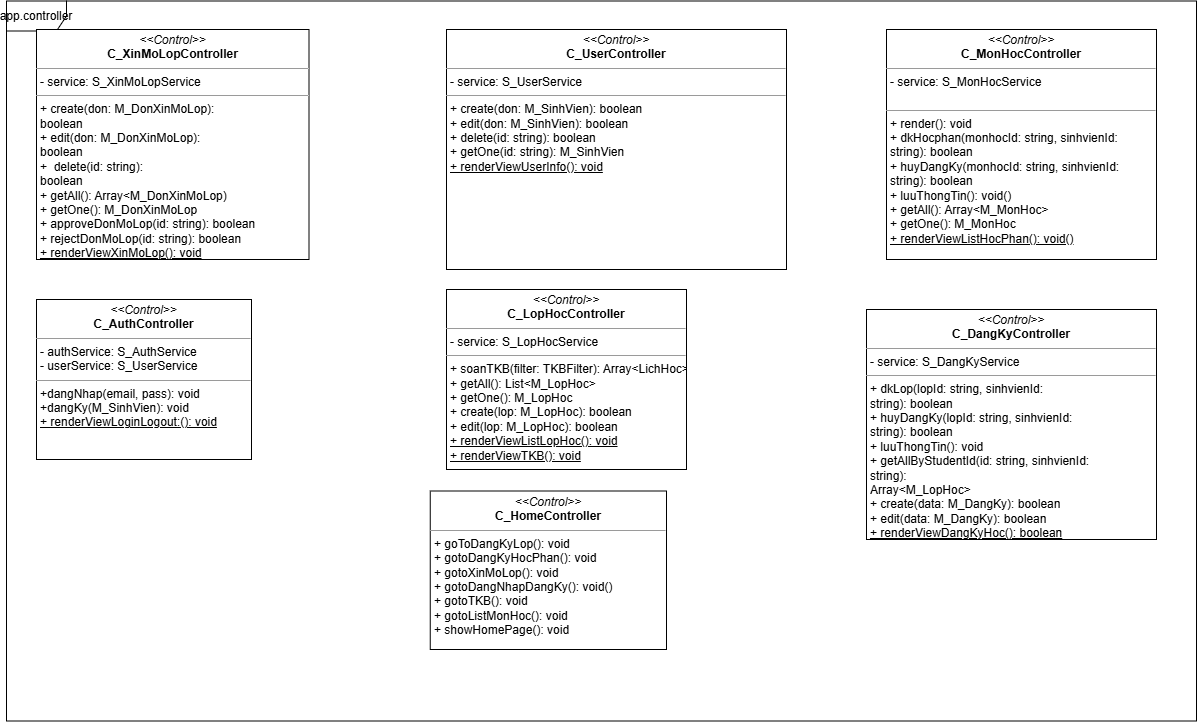 app.controller
<<Control>>
C_XinMoLopController
- service: S_XinMoLopService
+ create(don: M_DonXinMoLop):
boolean
+ edit(don: M_DonXinMoLop):
boolean
+  delete(id: string):
boolean
+ getAll(): Array<M_DonXinMoLop)
+ getOne(): M_DonXinMoLop
+ approveDonMoLop(id: string): boolean
+ rejectDonMoLop(id: string): boolean
+ renderViewXinMoLop(): void
<<Control>>
C_UserController
- service: S_UserService
+ create(don: M_SinhVien): boolean
+ edit(don: M_SinhVien): boolean
+ delete(id: string): boolean
+ getOne(id: string): M_SinhVien
+ renderViewUserInfo(): void
<<Control>>
C_MonHocController
- service: S_MonHocService
+ render(): void
+ dkHocphan(monhocId: string, sinhvienId:
string): boolean
+ huyDangKy(monhocId: string, sinhvienId:
string): boolean
+ luuThongTin(): void()
+ getAll(): Array<M_MonHoc>
+ getOne(): M_MonHoc
+ renderViewListHocPhan(): void()
<<Control>>
C_AuthController
- authService: S_AuthService
- userService: S_UserService
+dangNhap(email, pass): void
+dangKy(M_SinhVien): void
+ renderViewLoginLogout:(): void
<<Control>>
C_LopHocController
- service: S_LopHocService
+ soanTKB(filter: TKBFilter): Array<LichHoc>
+ getAll(): List<M_LopHoc>
+ getOne(): M_LopHoc
+ create(lop: M_LopHoc): boolean
+ edit(lop: M_LopHoc): boolean
+ renderViewListLopHoc(): void
+ renderViewTKB(): void
<<Control>>
C_DangKyController
- service: S_DangKyService
+ dkLop(lopId: string, sinhvienId:
string): boolean
+ huyDangKy(lopId: string, sinhvienId:
string): boolean
+ luuThongTin(): void
+ getAllByStudentId(id: string, sinhvienId:
string):
Array<M_LopHoc>
+ create(data: M_DangKy): boolean
+ edit(data: M_DangKy): boolean
+ renderViewDangKyHoc(): boolean
<<Control>>
C_HomeController
+ goToDangKyLop(): void
+ gotoDangKyHocPhan(): void
+ gotoXinMoLop(): void
+ gotoDangNhapDangKy(): void()
+ gotoTKB(): void
+ gotoListMonHoc(): void
+ showHomePage(): void